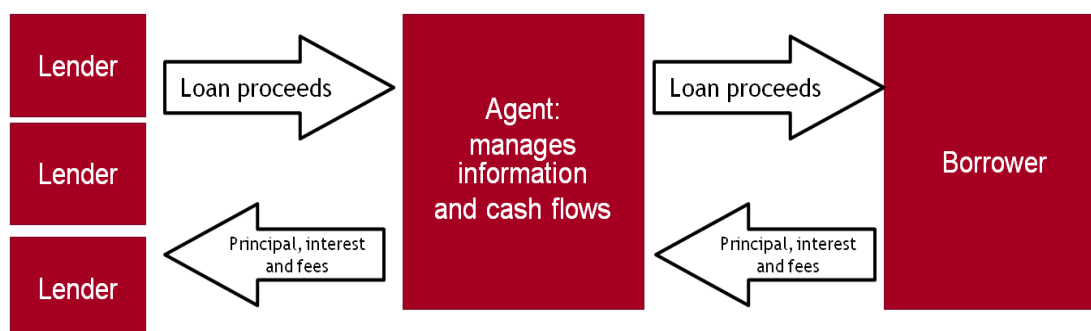 Lender
Lender
Lender
Loan proceeds
Principal, interest
and fees
Agent:
manages
information
and cash flows
Loan proceeds
Principal, interest
and fees
Borrower